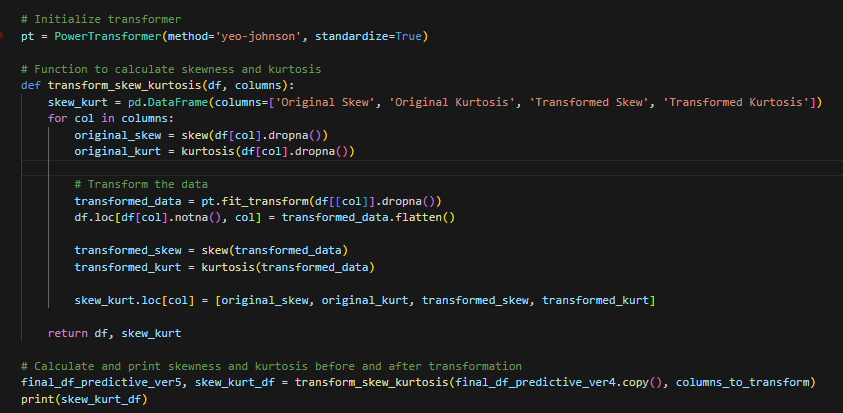 # Initialize transformer
pt = PowerTransformer(method='yeo-johnson', standardize=True)
# Function to calculate skewness and kurtosis
def transform_skew_kurtosis(df, columns):
    skew_kurt = pd.DataFrame(columns=['Original Skew', 'Original Kurtosis', 'Transformed Skew', 'Transformed Kurtosis'])
    for col in columns:
        original_skew = skew(df[col].dropna())
        original_kurt = kurtosis(df[col].dropna())
        # Transform the data
        transformed_data = pt.fit_transform(df[[col]].dropna())
        df.loc[df[col].notna(), col] = transformed_data.flatten()
        transformed_skew = skew(transformed_data)
        transformed_kurt = kurtosis(transformed_data)
        skew_kurt.loc[col] = [original_skew, original_kurt, transformed_skew, transformed_kurt]
    return df, skew_kurt
# Calculate and print skewness and kurtosis before and after transformation
final_df_predictive_ver5, skew_kurt_df = transform_skew_kurtosis(final_df_predictive_ver4.copy(), columns_to_transform)
print(skew_kurt_df)